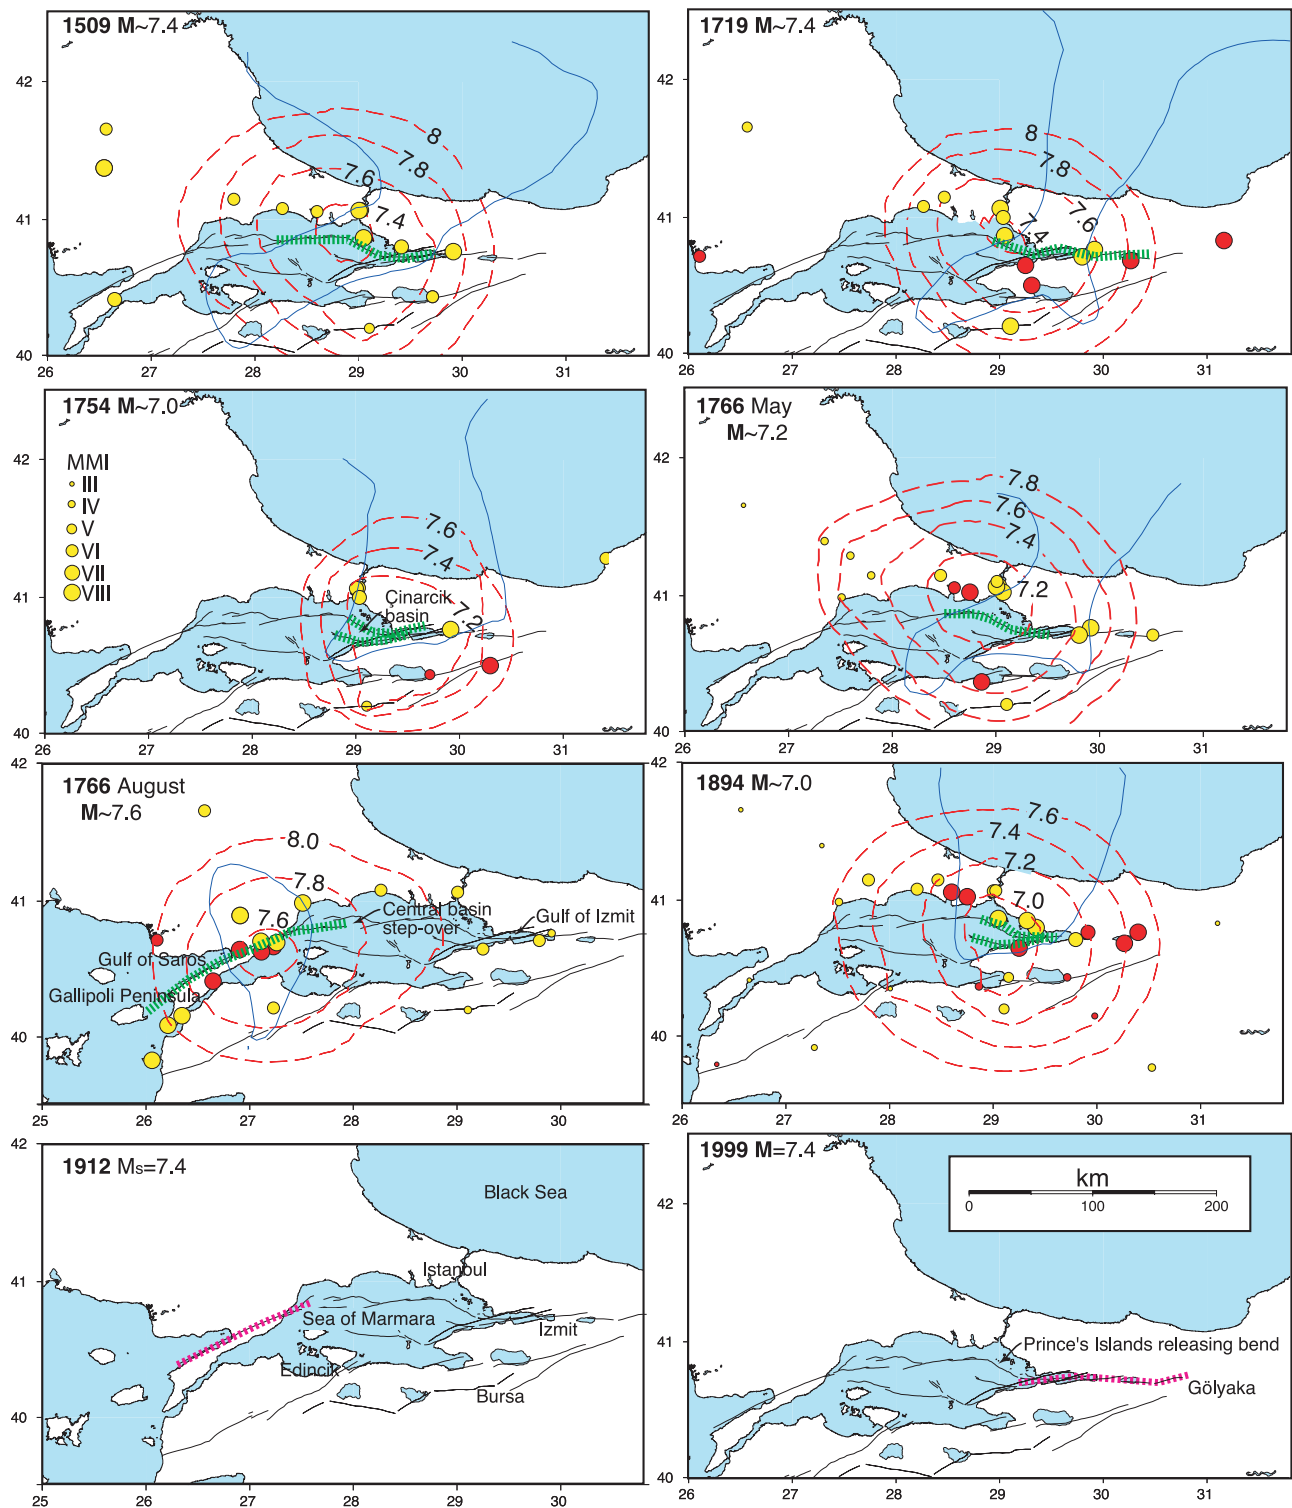 1509 M~7.4
8
7.8
7.6
7.4
42
41
40
26 27 28 29 30 31
1719 M~7.4
8
7.8
7.6
7.4
42
41
40
26 27 28 29 30 31
1754 M~7.0
MMI
III
IV
V
VI
VII
VIII
7.6
7.4
7.2
Çinarcik
basin
42
41
40
26 27 28 29 30 31
1766 May
M~7.2
7.8
7.6
7.4
7.2
42
41
40
26 27 28 29 30 31
1766 August
M~7.6
8.0
7.8
7.6
Central basin
step-over
Gulf of Izmit
Gulf of Saros
Gallipoli Peninsula
42
41
40
25 26 27 28 29 30
1894 M~7.0
7.6
7.4
7.2
7.0
42
41
40
26 27 28 29 30 31
1912 Ms=7.4
Black Sea
Istanbul
Sea of Marmara
Izmit
Edincik
Bursa
42
41
40
25 26 27 28 29 30
1999 M=7.4
km
0 100 200
Prince's Islands releasing bend
Gölyaka
42
41
40
26 27 28 29 30 31